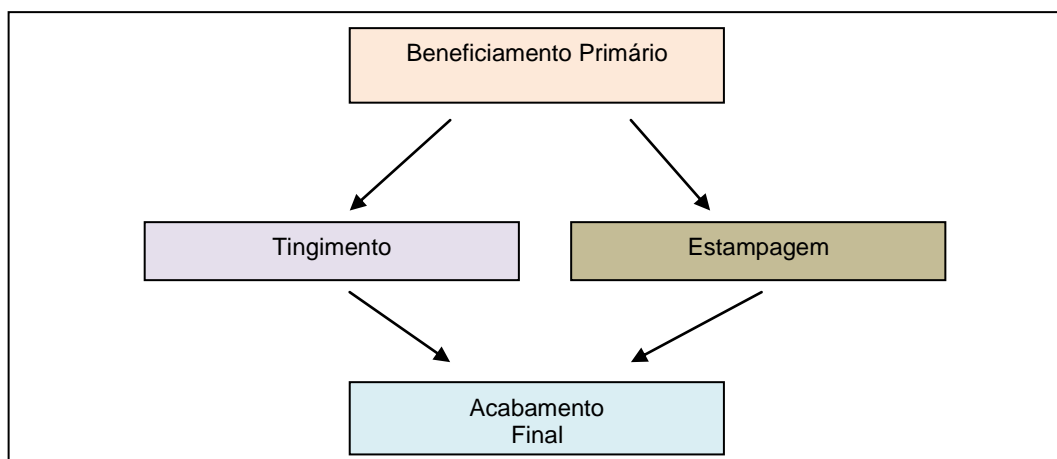 Beneficiamento Primário
Tingimento
Estampagem
Acabamento
Final